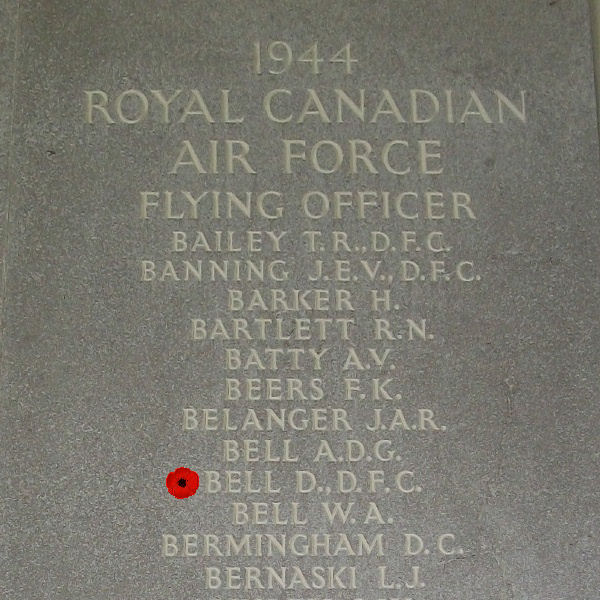 1944
ROYAL CANADIAN
AIR FORCE
FLYING OFFICER
BAILEY T.R.,D.F.C.
BANNING J.E.V.,D.F.C.
BARKER H.
BARTLETT R.N.
BATTY A.V.
BEERS F.K.
BELANGER J.A.R.
BELL A.D.G.
BELL D.,D.F.C.
BELL W.A.
BERMINGHAM D.C.
BERNASKI L.J.